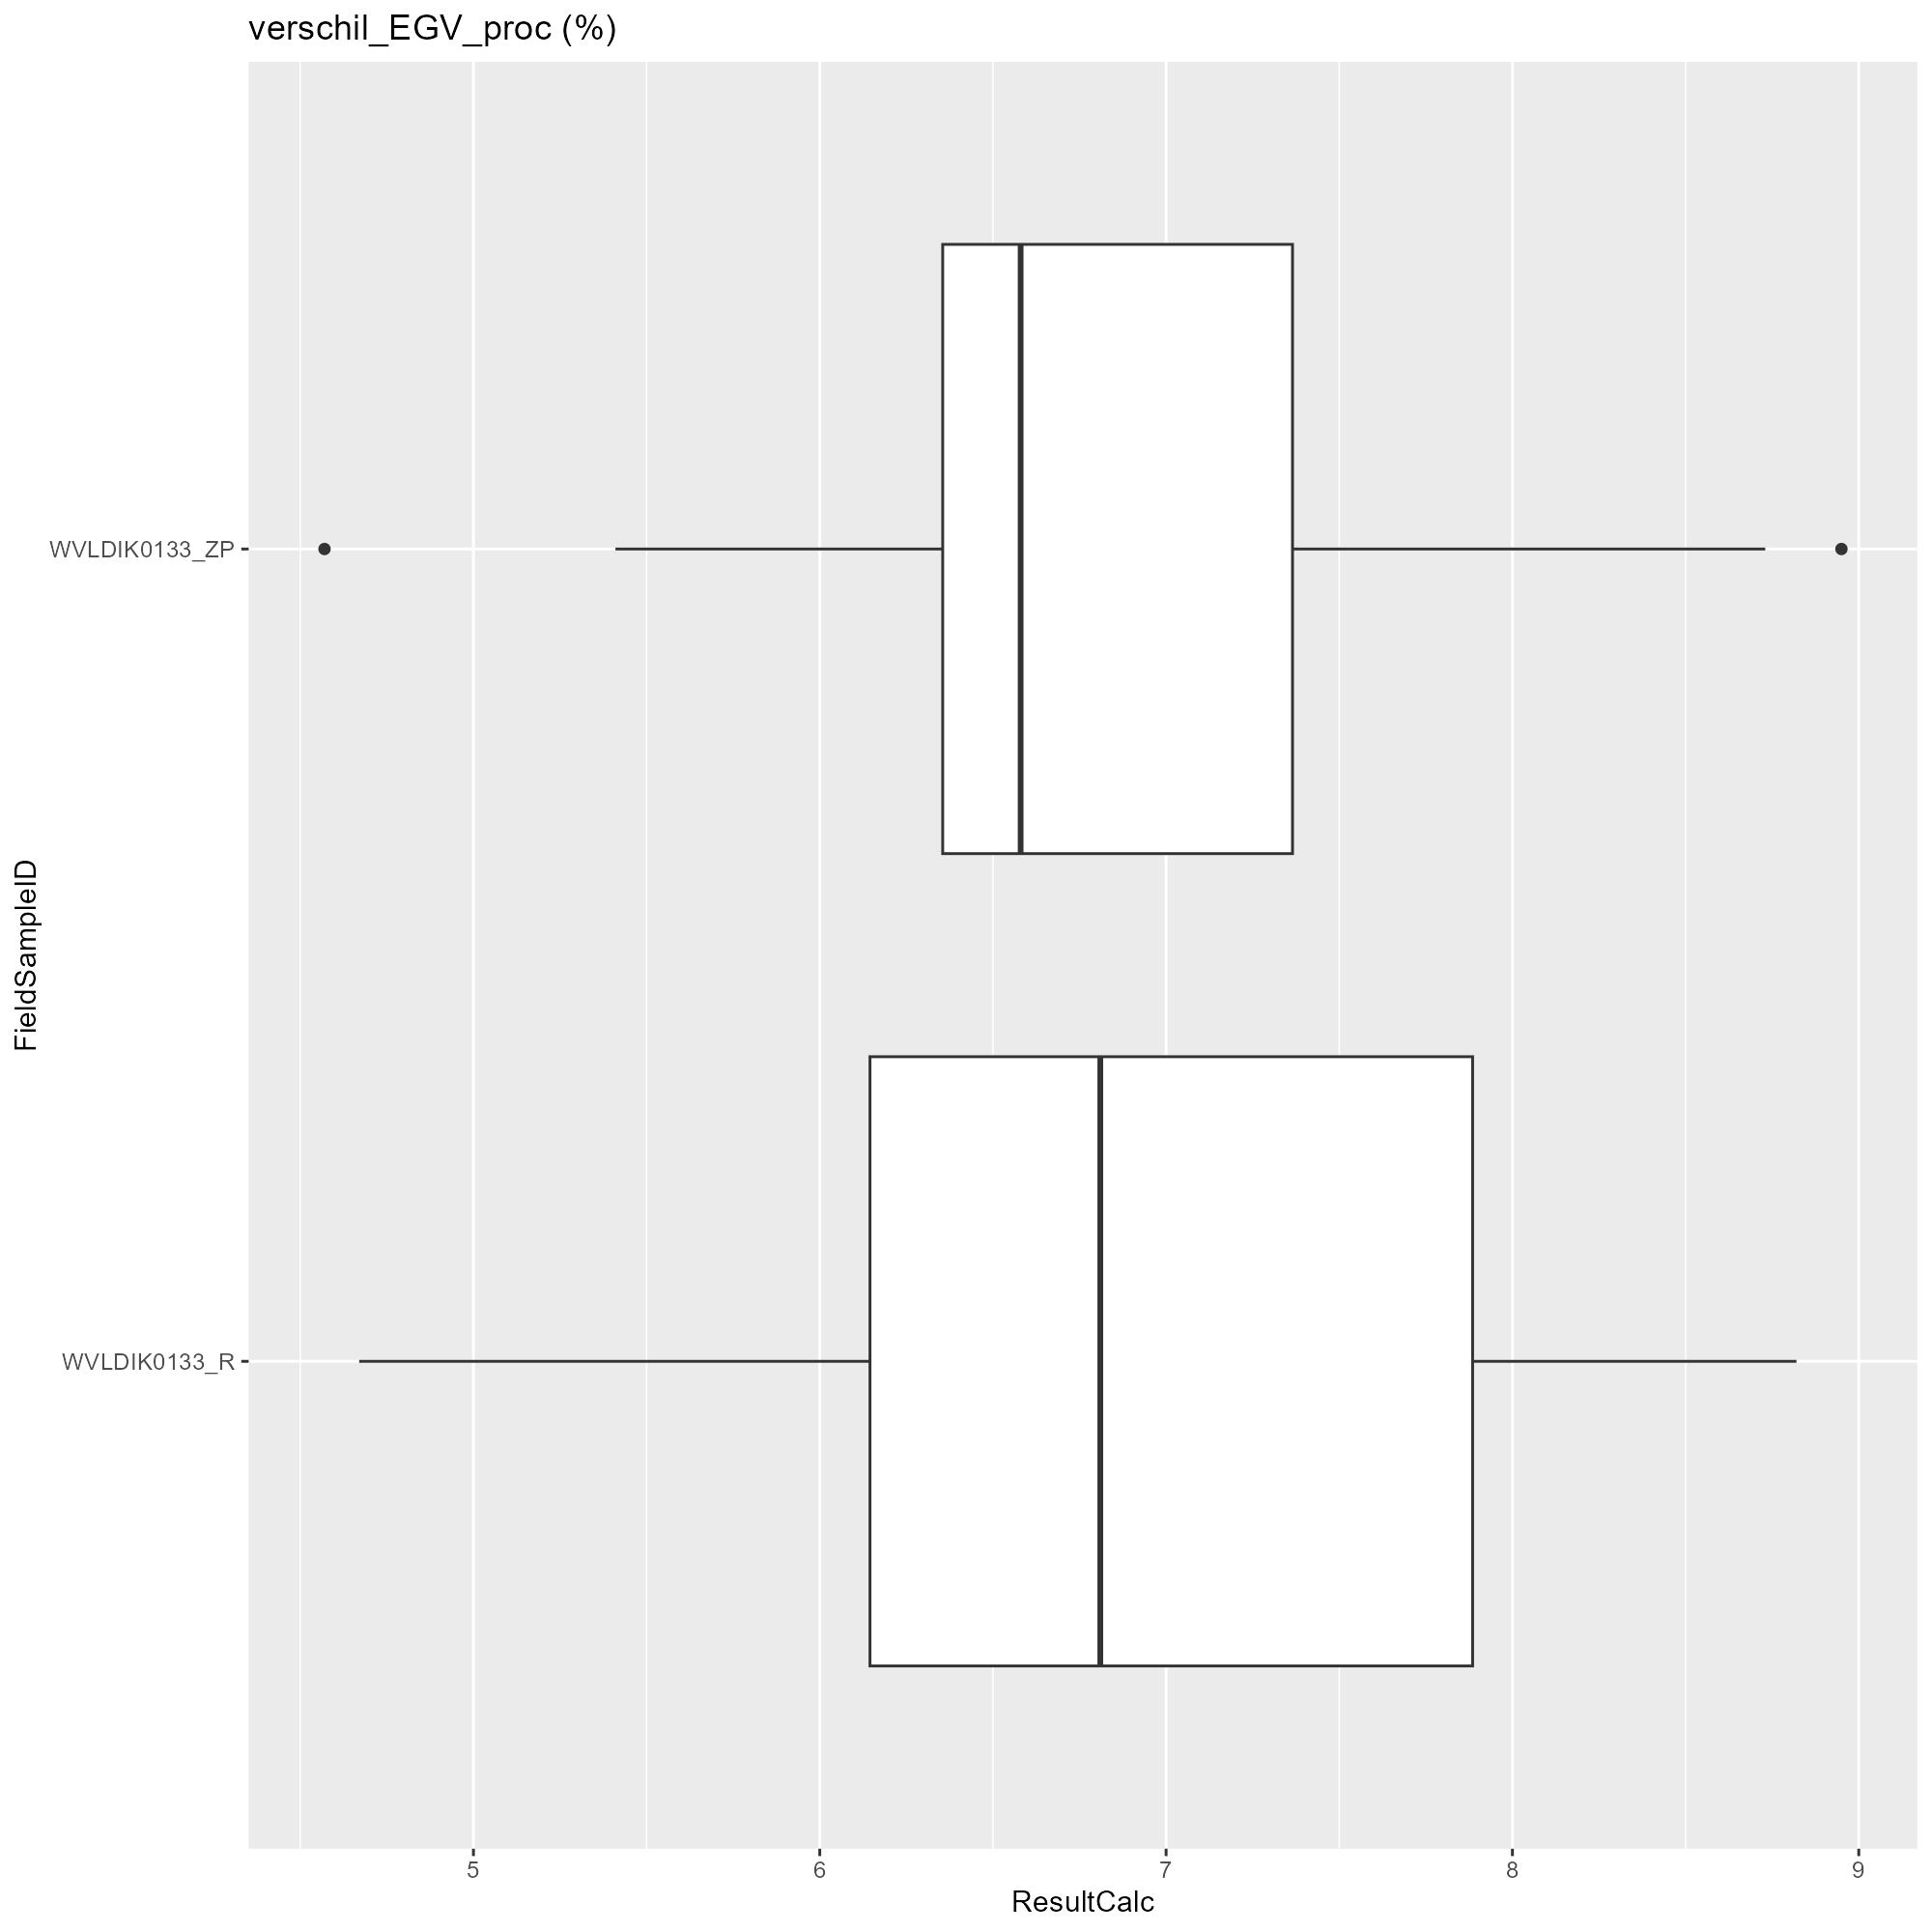 verschil_EGV_proc (%)
FieldSampleID
WVLDIK0133_ZP
WVLDIK0133_R
5 6 7 8 9
ResultCalc